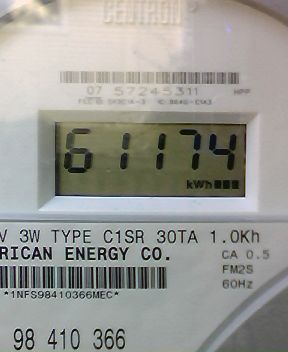 CENTRON
07 57245311 HPP
61174
kWh
V 3W TYPE C1SR 30TA 1.0Kh
RICAN ENERGY CO. CA 0.5
FM2S
60Hz
*1NFS98410366MEC*
98 410 366